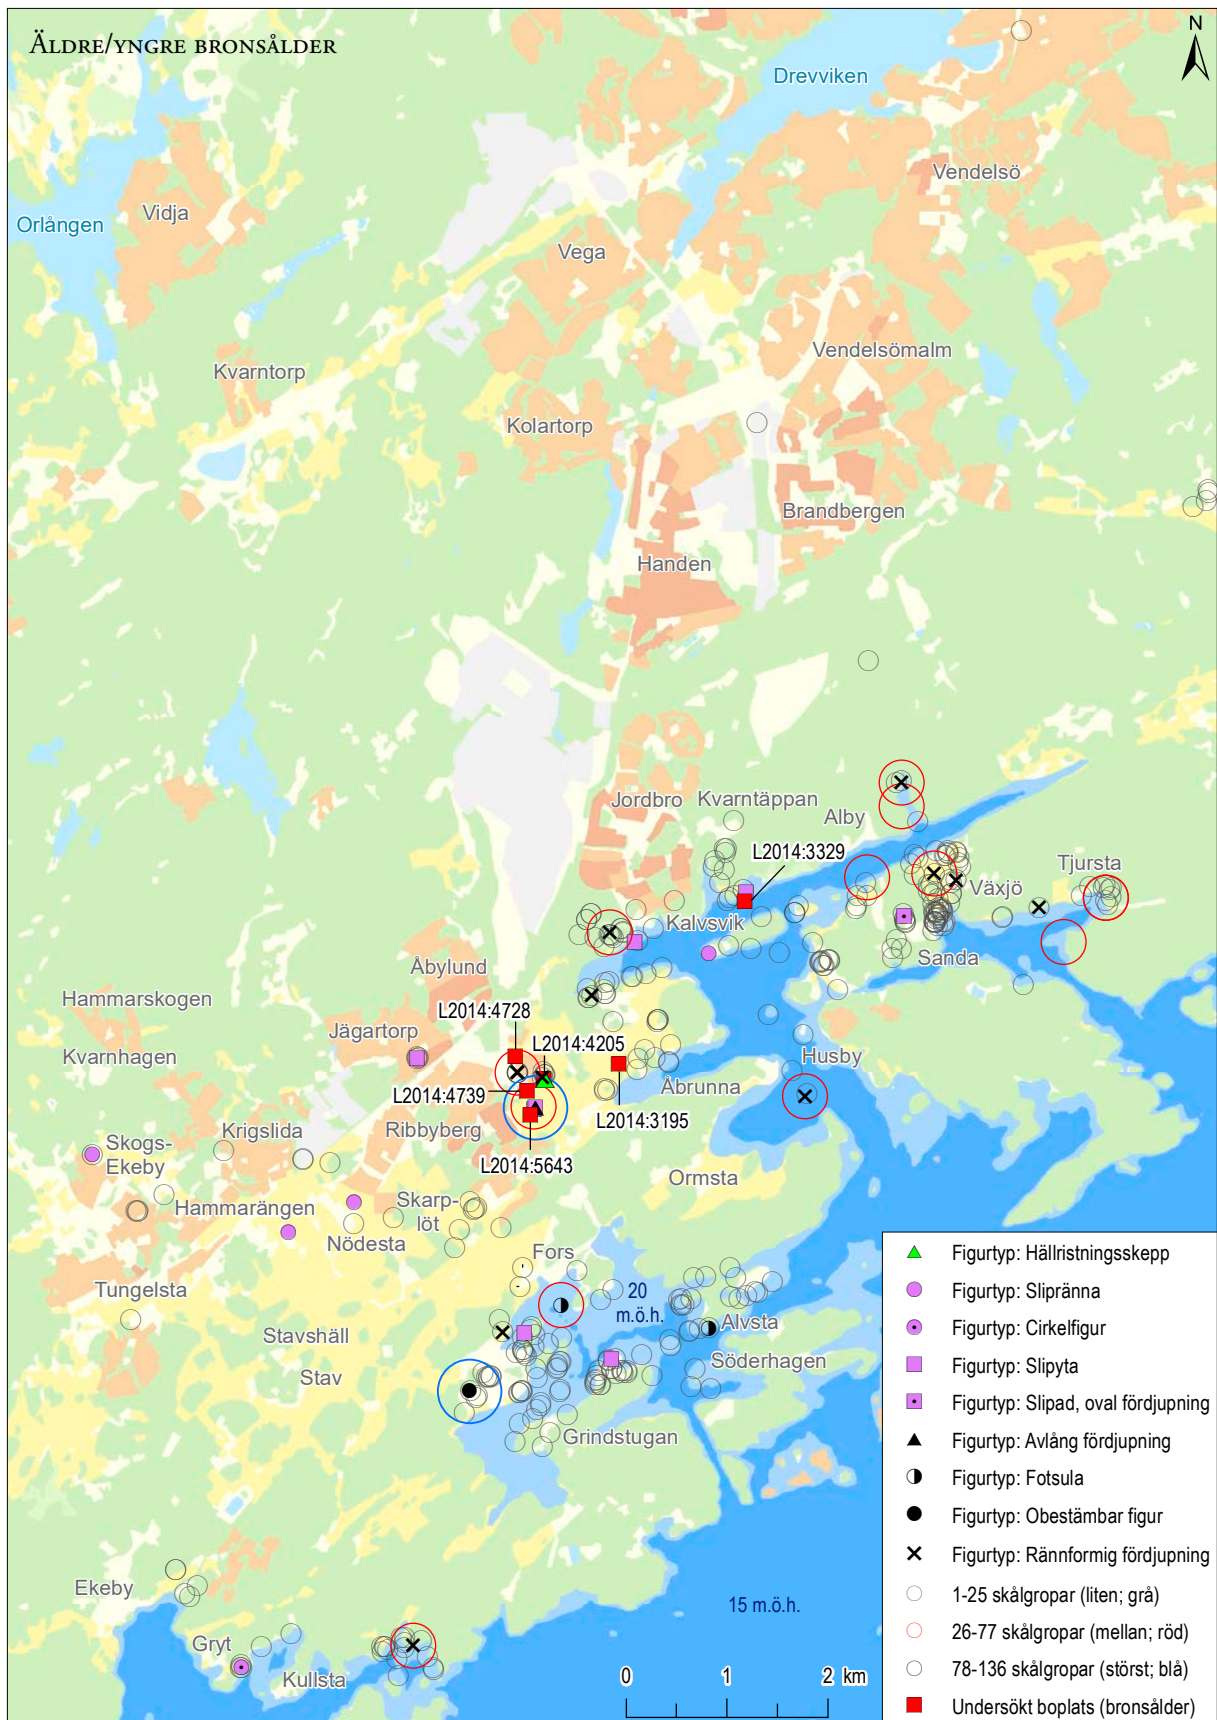 ÄLDRE/YNGRE BRONSÅLDER
N
Drevviken
Vendelsö
Orlången
Vidja
Vega
Vendelsömalm
Kvarntorp
Kolartorp
Brandbergen
Handen
Jordbro
Kvarntäppan
Alby
L2014:3329
Tjursta
Växjö
Kalvsvik
Sanda
Åbylund
Hammarskogen
L2014:4728
Jägartorp
L2014:4205
Kvarnhagen
Husby
Åbrunna
L2014:4739
L2014:3195
Ribbyberg
Krigslida
Skogs-
Ekeby
L2014:5643
Ormsta
Skarp-
löt
Hammarängen
Nödesta
Fors
Tungelsta
20
m.ö.h.
Alvsta
Stavshäll
Söderhagen
Stav
Grindstugan
Ekeby
15 m.ö.h.
Gryt
Kullsta
0 1 2 km
Figurtyp: Hällristningsskepp
Figurtyp: Slipränna
Figurtyp: Cirkelfigur
Figurtyp: Slipyta
Figurtyp: Slipad, oval fördjupning
Figurtyp: Avlång fördjupning
Figurtyp: Fotsula
Figurtyp: Obestämbar figur
Figurtyp: Rännformig fördjupning
1-25 skålgropar (liten; grå)
26-77 skålgropar (mellan; röd)
78-136 skålgropar (störst; blå)
Undersökt boplats (bronsålder)